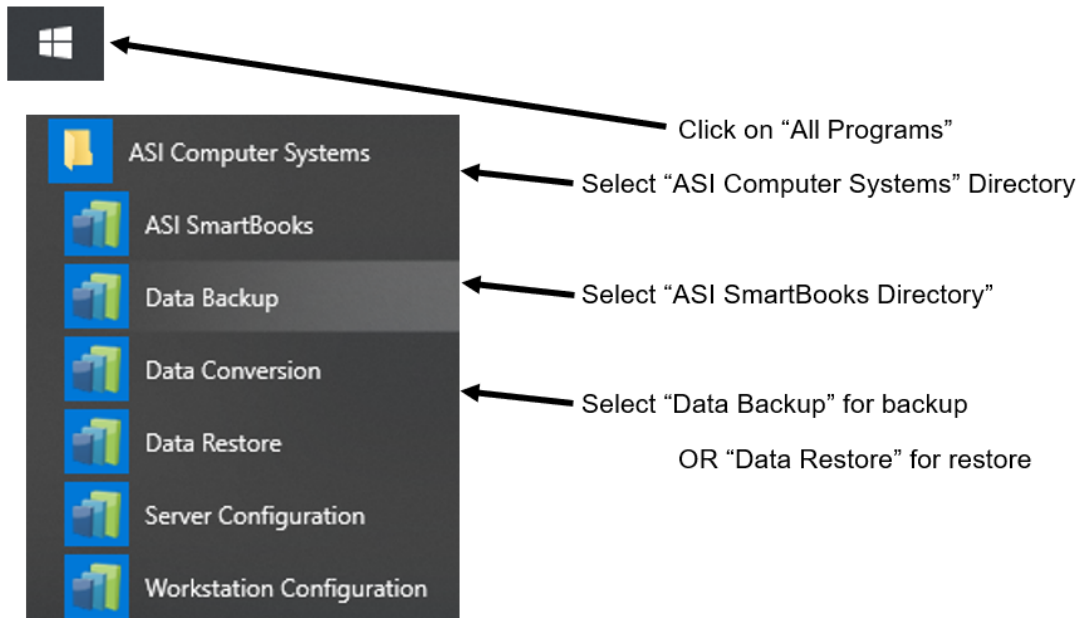 Click on “All Programs”
ASI Computer Systems
Select “ASI Computer Systems” Directory
ASI SmartBooks
Data Backup
Select “ASI SmartBooks Directory”
Data Conversion
Select “Data Backup” for backup
Data Restore
OR “Data Restore” for restore
Server Configuration
Workstation Configuration